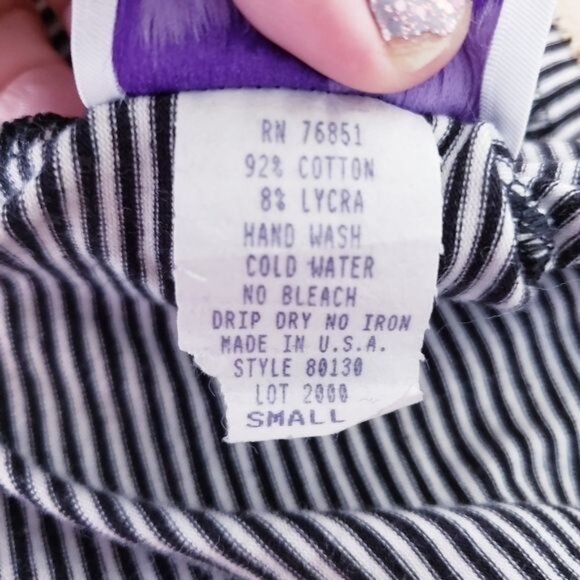 RN 76851
92% COTTON
8% LYCRA
HAND WASH
COLD WATER
NO BLEACH
DRIP DRY NO IRON
MADE IN U.S.A.
STYLE 80130
LOT 2000
SMALL